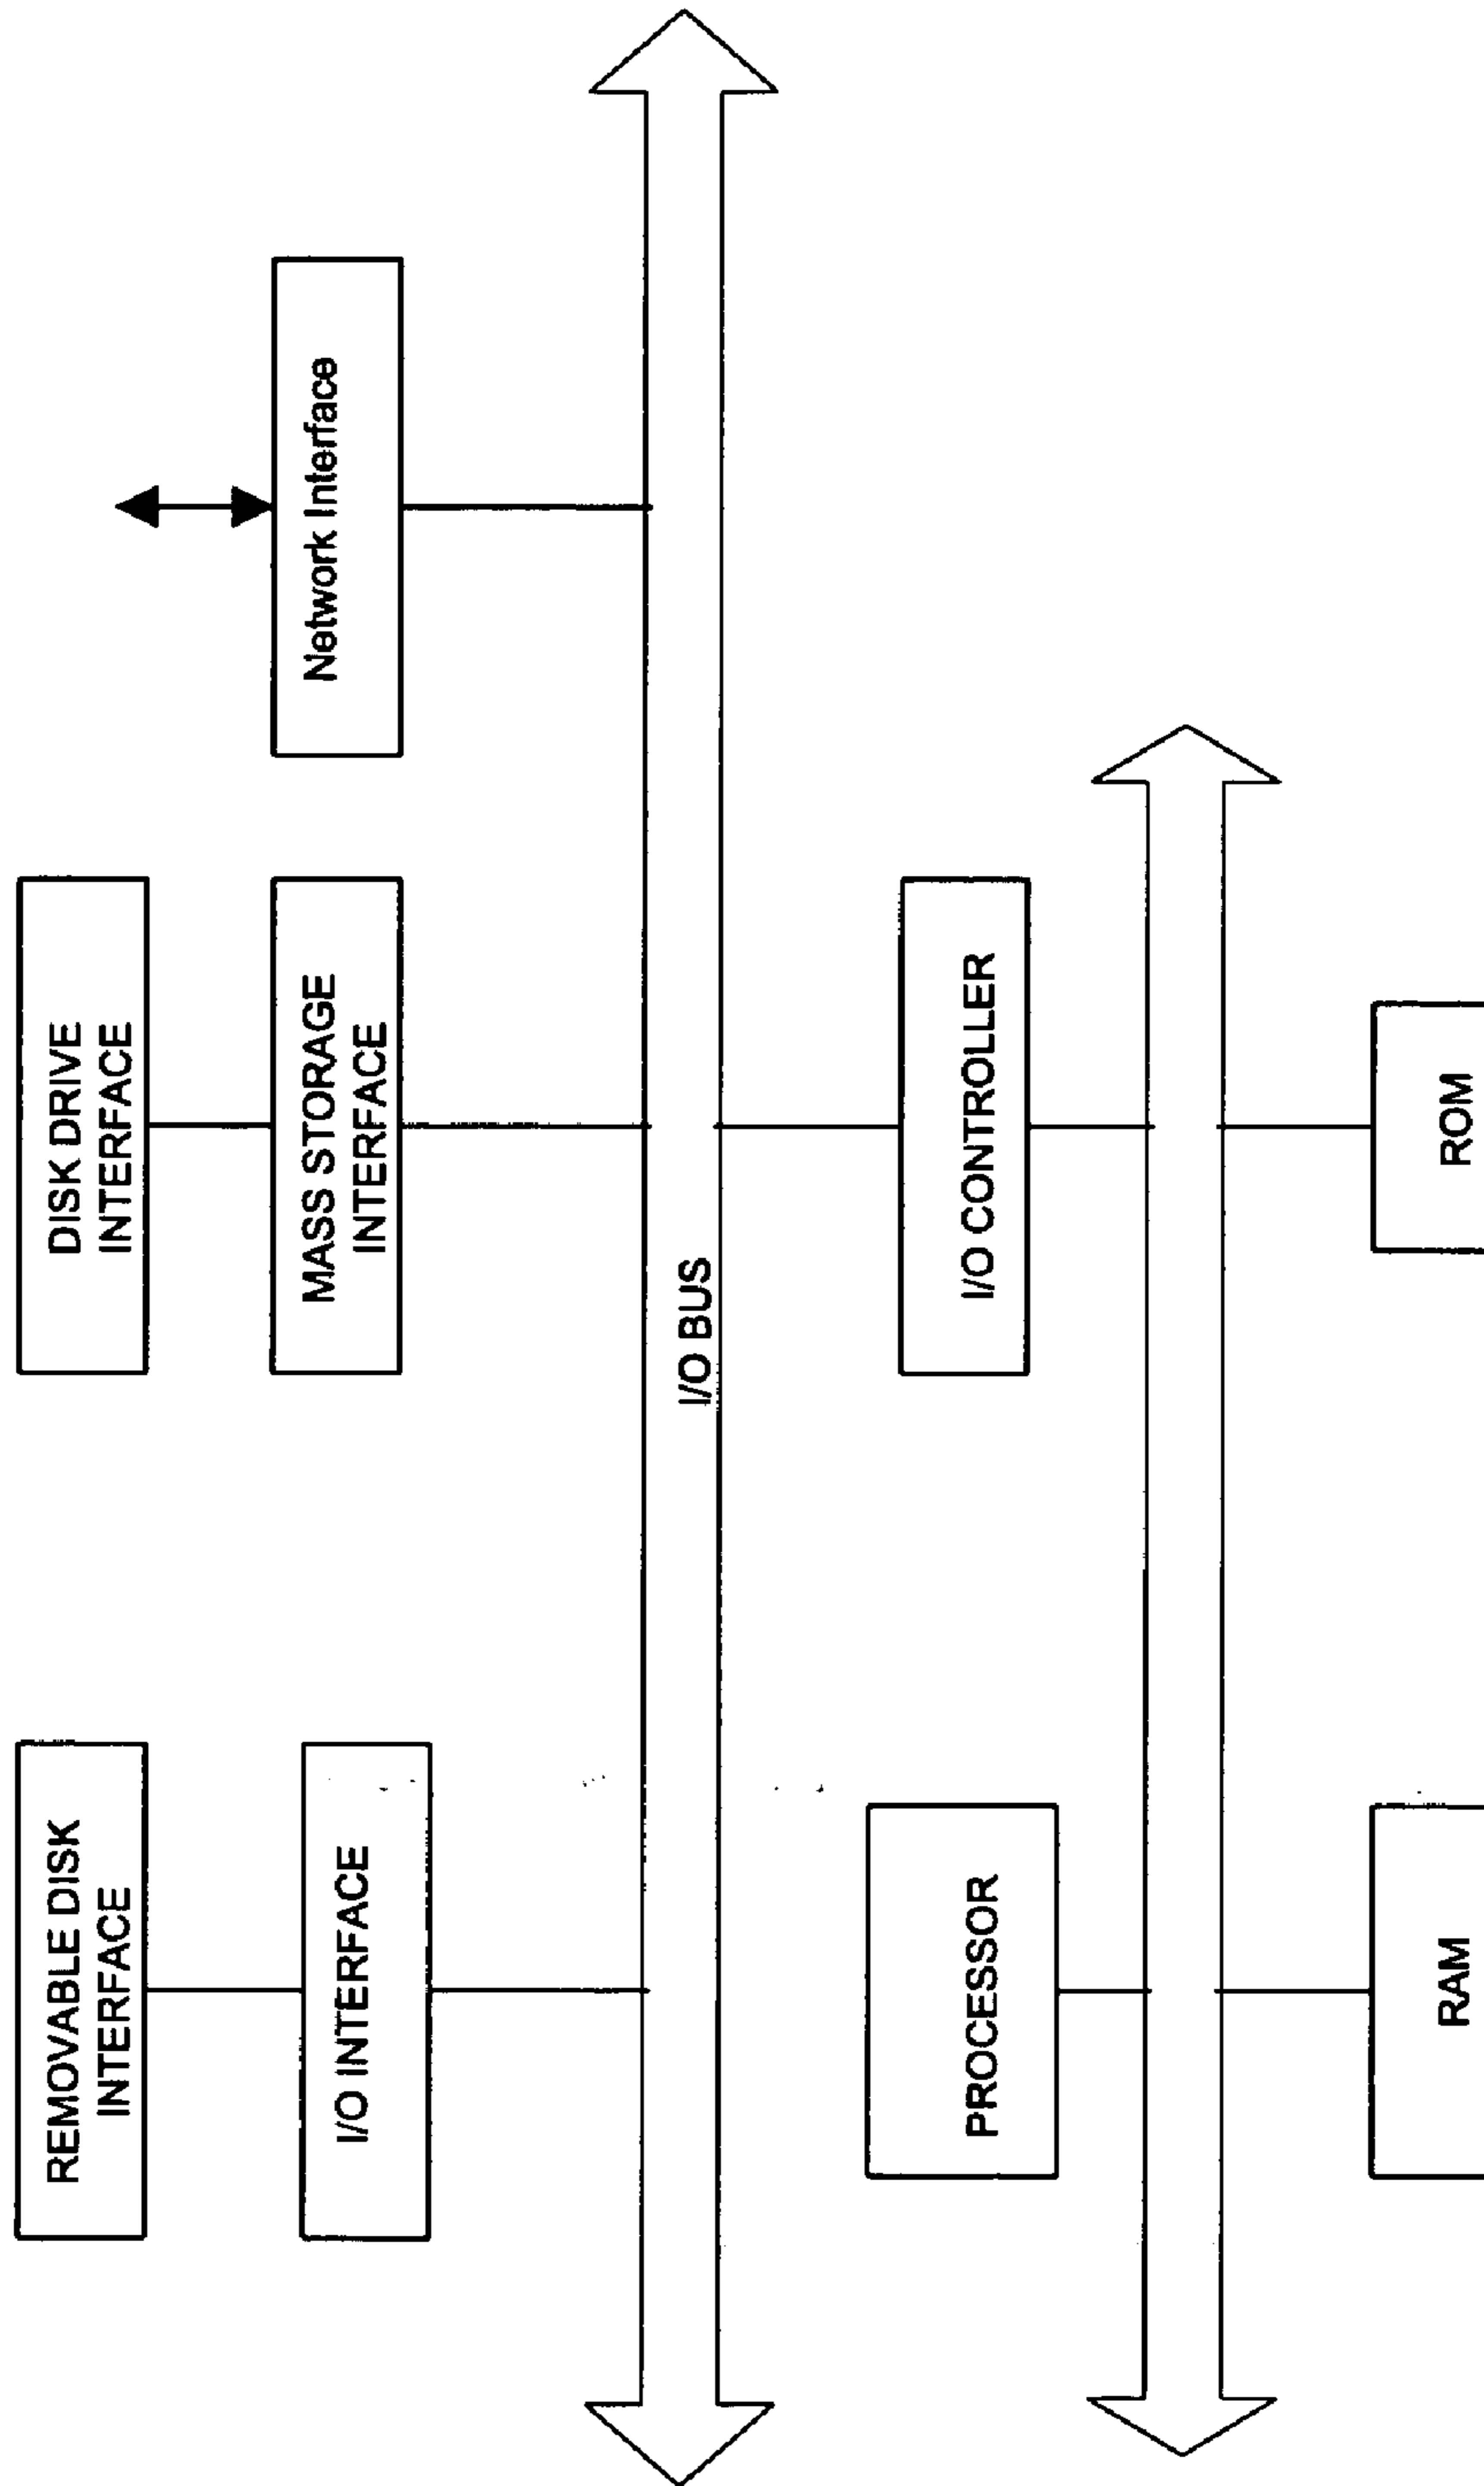 REMOVABLE DISK
INTERFACE
DISK DRIVE
INTERFACE
I/O INTERFACE
MASS STORAGE
INTERFACE
Network Interface
I/O BUS
PROCESSOR
I/O CONTROLLER
RAM
ROM